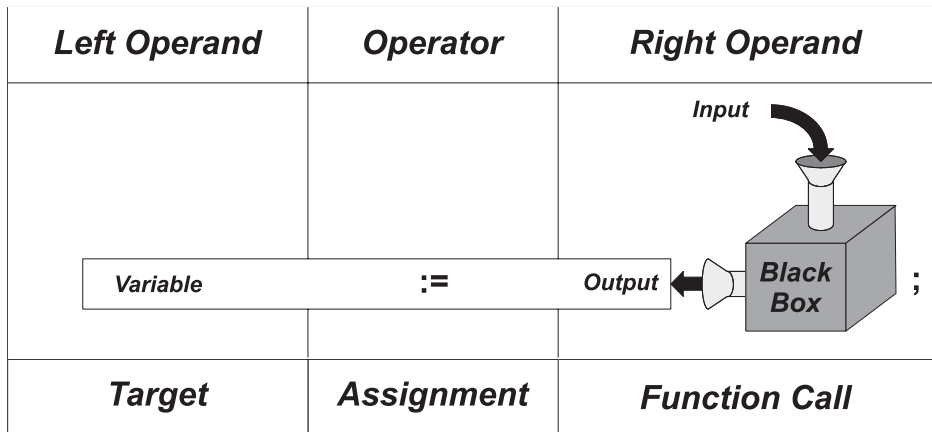 Left Operand
Operator
Right Operand
Input
Variable
:=
Output
Black
Box
;
Target
Assignment
Function Call